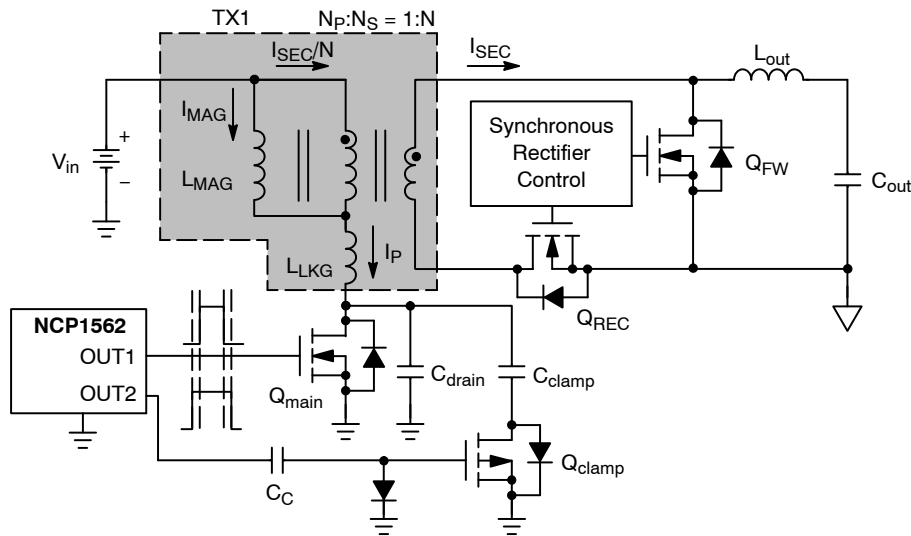 TX1
N_P:N_S = 1:N
I_SEC/N
I_SEC
L_out
I_MAG
Synchronous
Rectifier
Control
+
V_in
−
L_MAG
Q_FW
C_out
I_P
L_LKG
Q_REC
NCP1562
OUT1
OUT2
Q_main
C_drain
C_clamp
Q_clamp
C_C